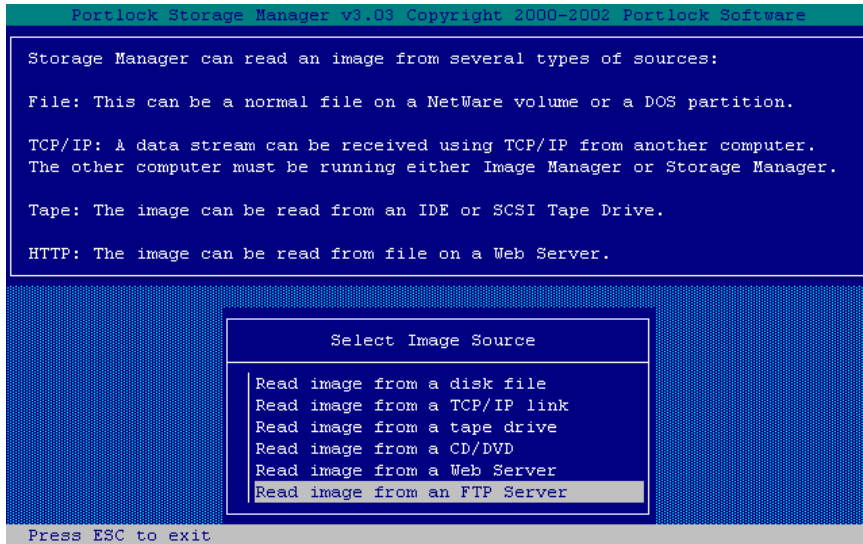 Portlock Storage Manager v3.03 Copyright 2000-2002 Portlock Software
Storage Manager can read an image from several types of sources:
File: This can be a normal file on a NetWare volume or a DOS partition.
TCP/IP: A data stream can be received using TCP/IP from another computer.
The other computer must be running either Image Manager or Storage Manager.
Tape: The image can be read from an IDE or SCSI Tape Drive.
HTTP: The image can be read from file on a Web Server.
Select Image Source
Read image from a disk file
Read image from a TCP/IP link
Read image from a tape drive
Read image from a CD/DVD
Read image from a Web Server
Read image from an FTP Server
Press ESC to exit